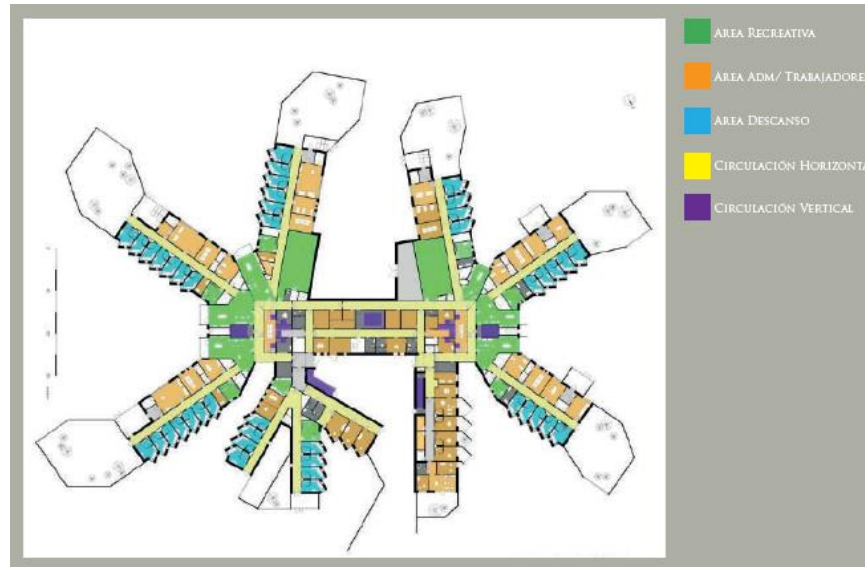 AREA RECREATIVA
AREA ADM/ TRABAJADORE
AREA DESCANSO
CIRCULACIÓN HORIZONTA
CIRCULACIÓN VERTICAL